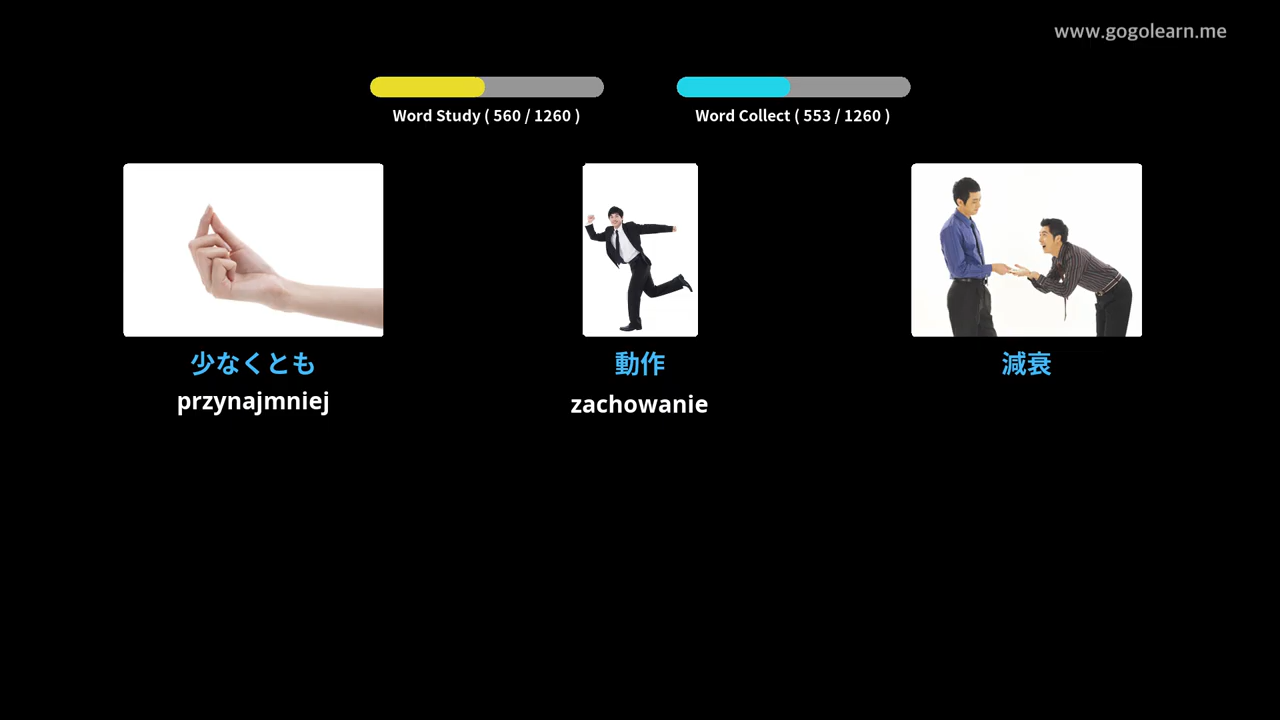 www.gogolearn.me
Word Study ( 560 / 1260 )
Word Collect ( 553 / 1260 )
少なくとも
動作
減衰
przynajmniej
zachowanie